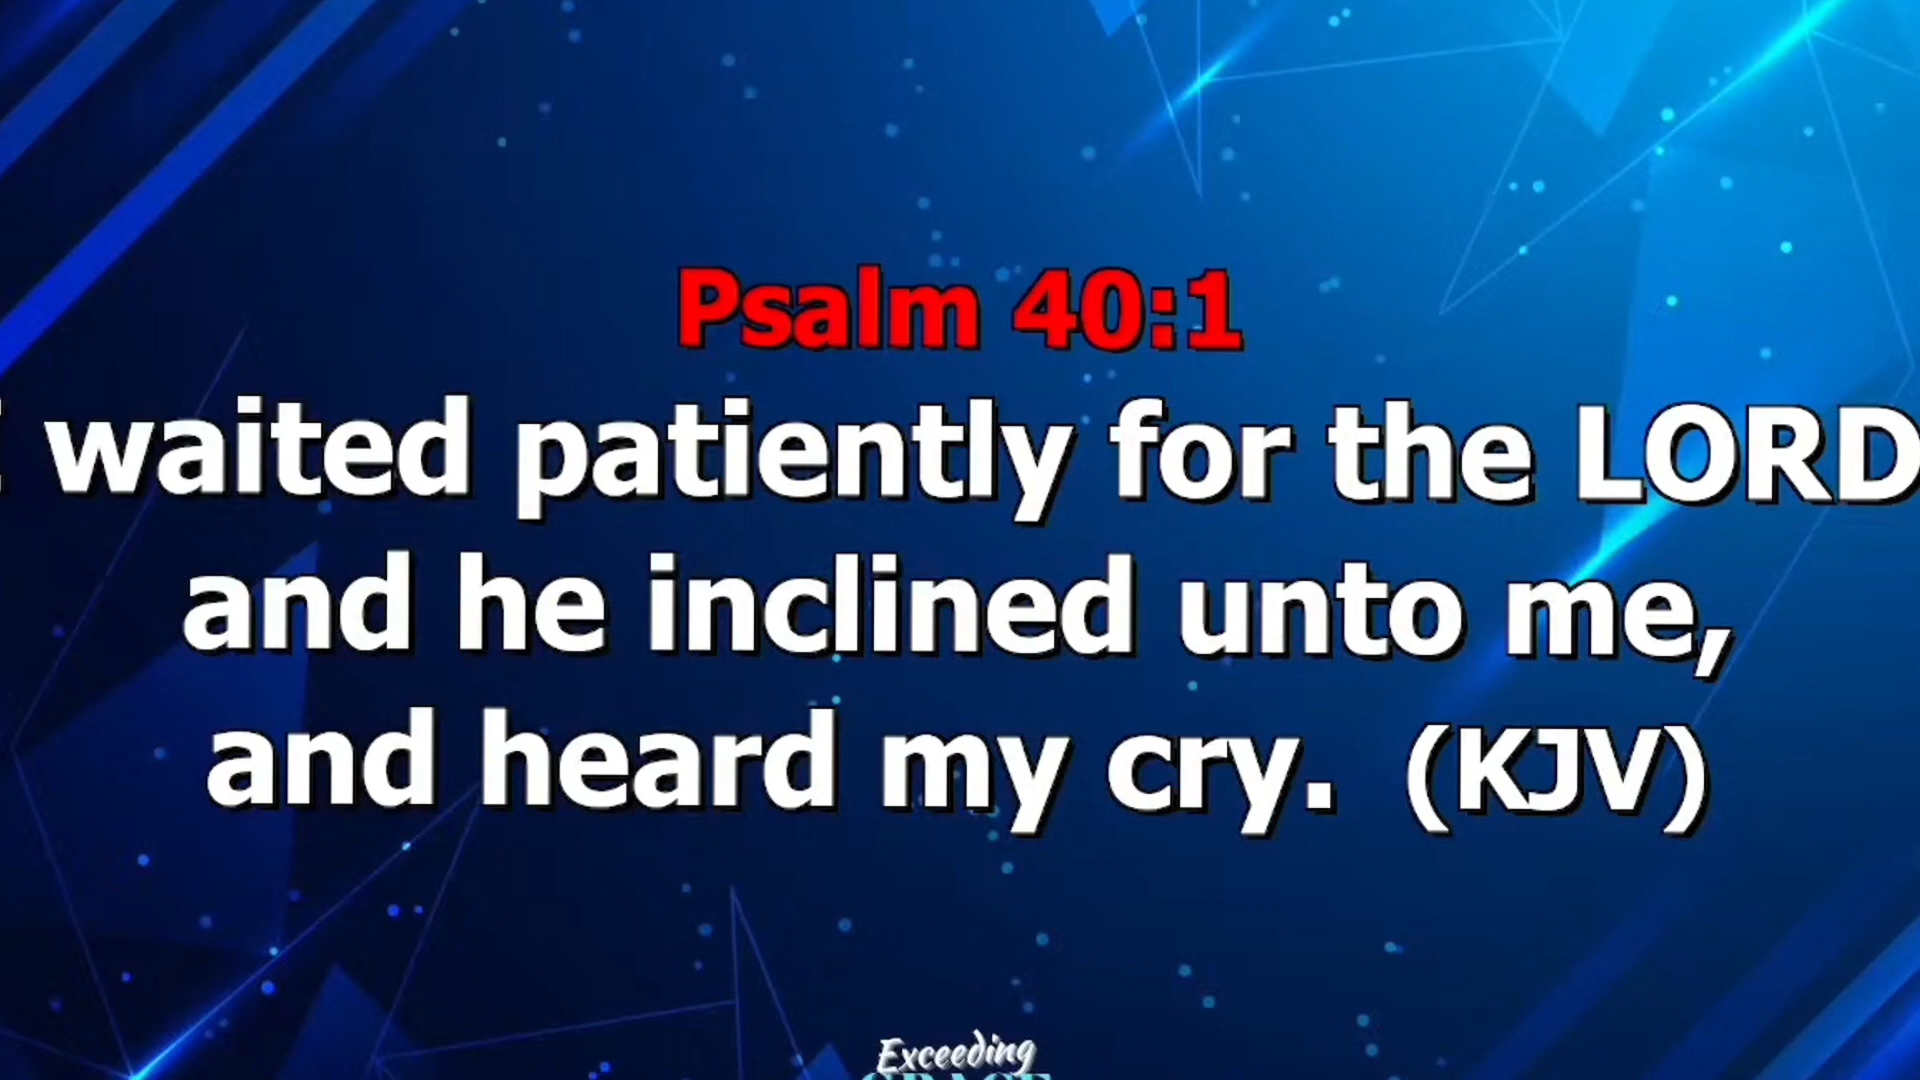 Psalm 40:1
I waited patiently for the LORD
and he inclined unto me,
and heard my cry. (KJV)
Exceeding
GRACE